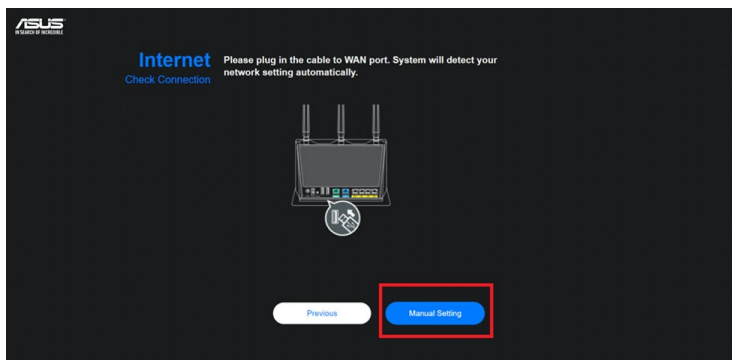 ASUS
IN SEARCH OF INCREDIBLE
Internet
Check Connection
Please plug in the cable to WAN port. System will detect your
network setting automatically.
Previous
Manual Setting